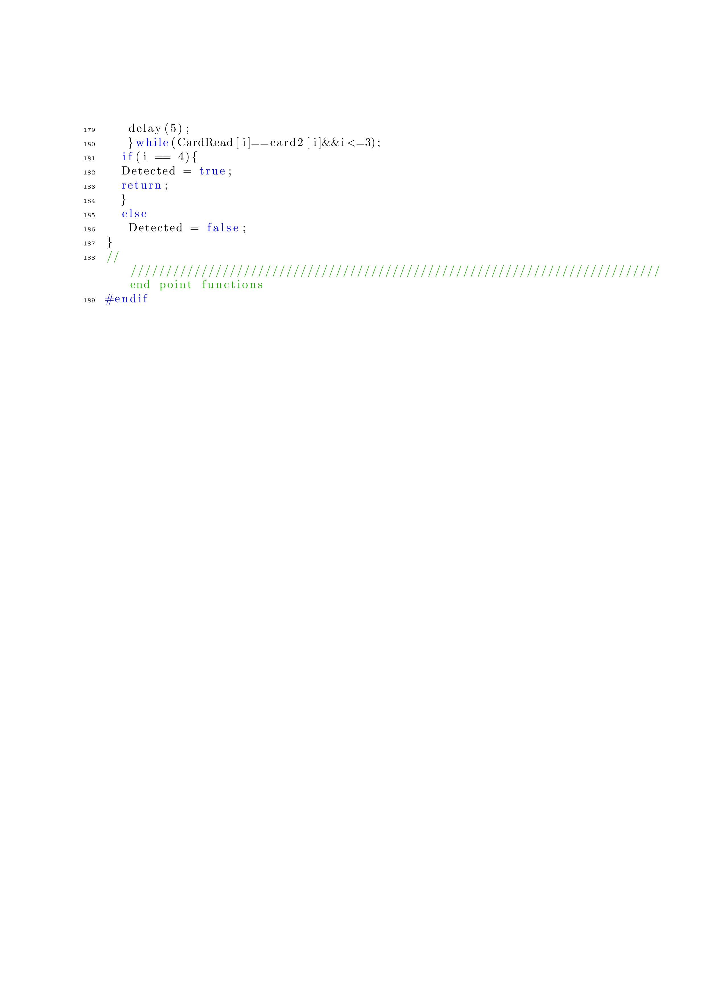 179 delay(5);
180 }while(CardRead[i]==card2[i]&&i<=3);
181 if(i == 4){
182 Detected = true;
183 return;
184 }
185 else
186 Detected = false;
187 }
188 //
///////////////////////////////////////////////////////////////////////////
end point functions
189 #endif